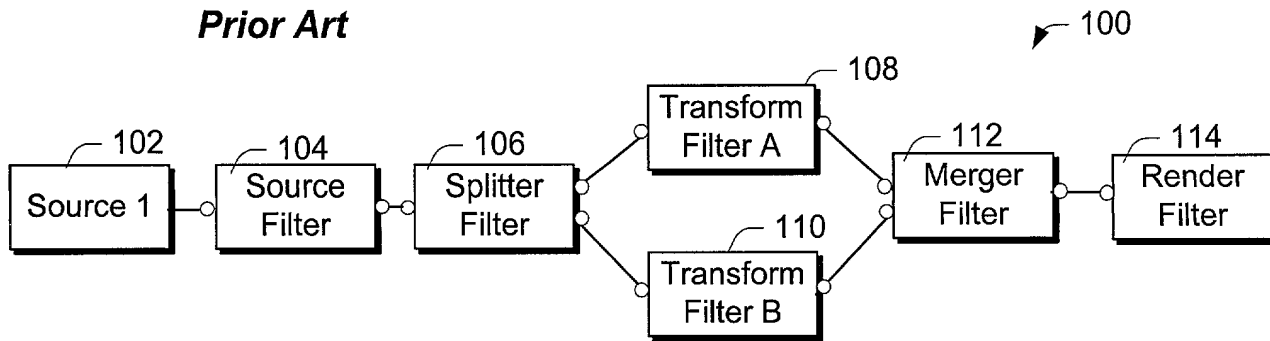 Prior Art
100
102
Source 1
104
Source
Filter
106
Splitter
Filter
108
Transform
Filter A
110
Transform
Filter B
112
Merger
Filter
114
Render
Filter